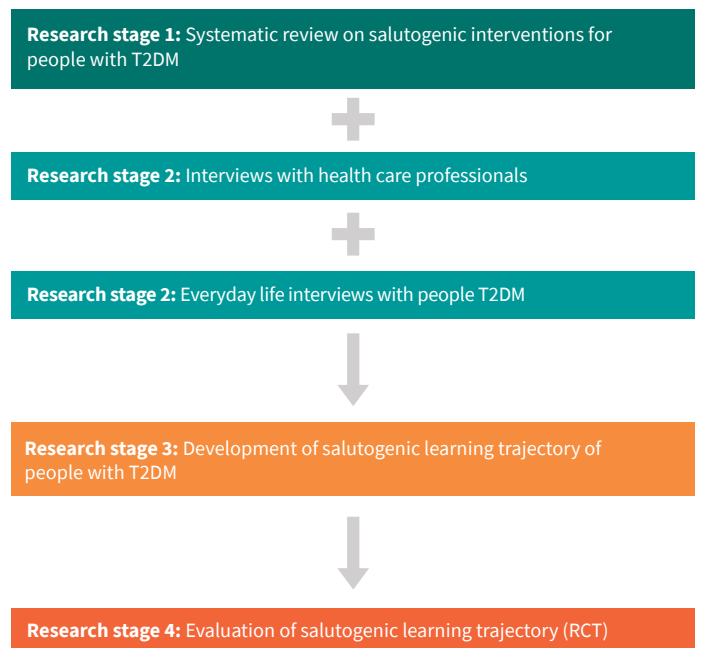 Research stage 1: Systematic review on salutogenic interventions for
people with T2DM
Research stage 2: Interviews with health care professionals
Research stage 2: Everyday life interviews with people T2DM
Research stage 3: Development of salutogenic learning trajectory of
people with T2DM
Research stage 4: Evaluation of salutogenic learning trajectory (RCT)